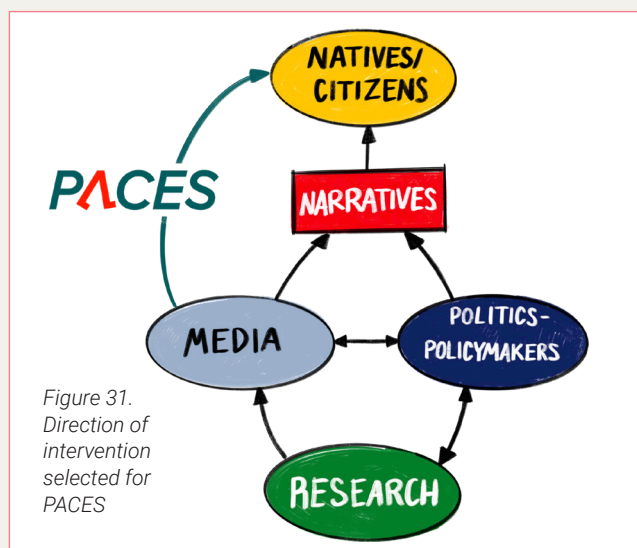 NATIVES/
CITIZENS
PACES
NARRATIVES
MEDIA
POLITICS-
POLICYMAKERS
Figure 31.
Direction of
intervention
selected for
PACES
RESEARCH